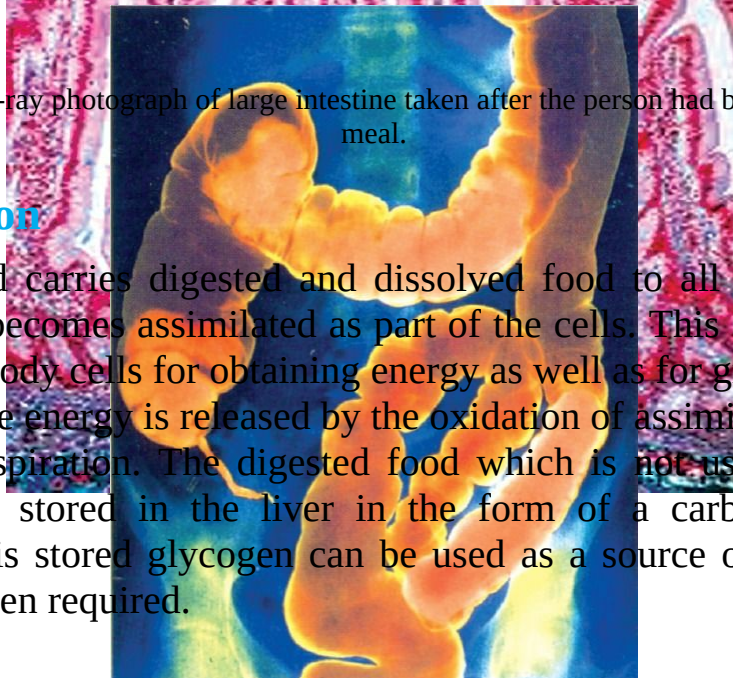 -ray photograph of large intestine taken after the person had b
meal.
on
d carries digested and dissolved food to all
becomes assimilated as part of the cells. This
ody cells for obtaining energy as well as for g
e energy is released by the oxidation of assimi
spiration. The digested food which is not us
stored in the liver in the form of a carb
is stored glycogen can be used as a source o
en required.